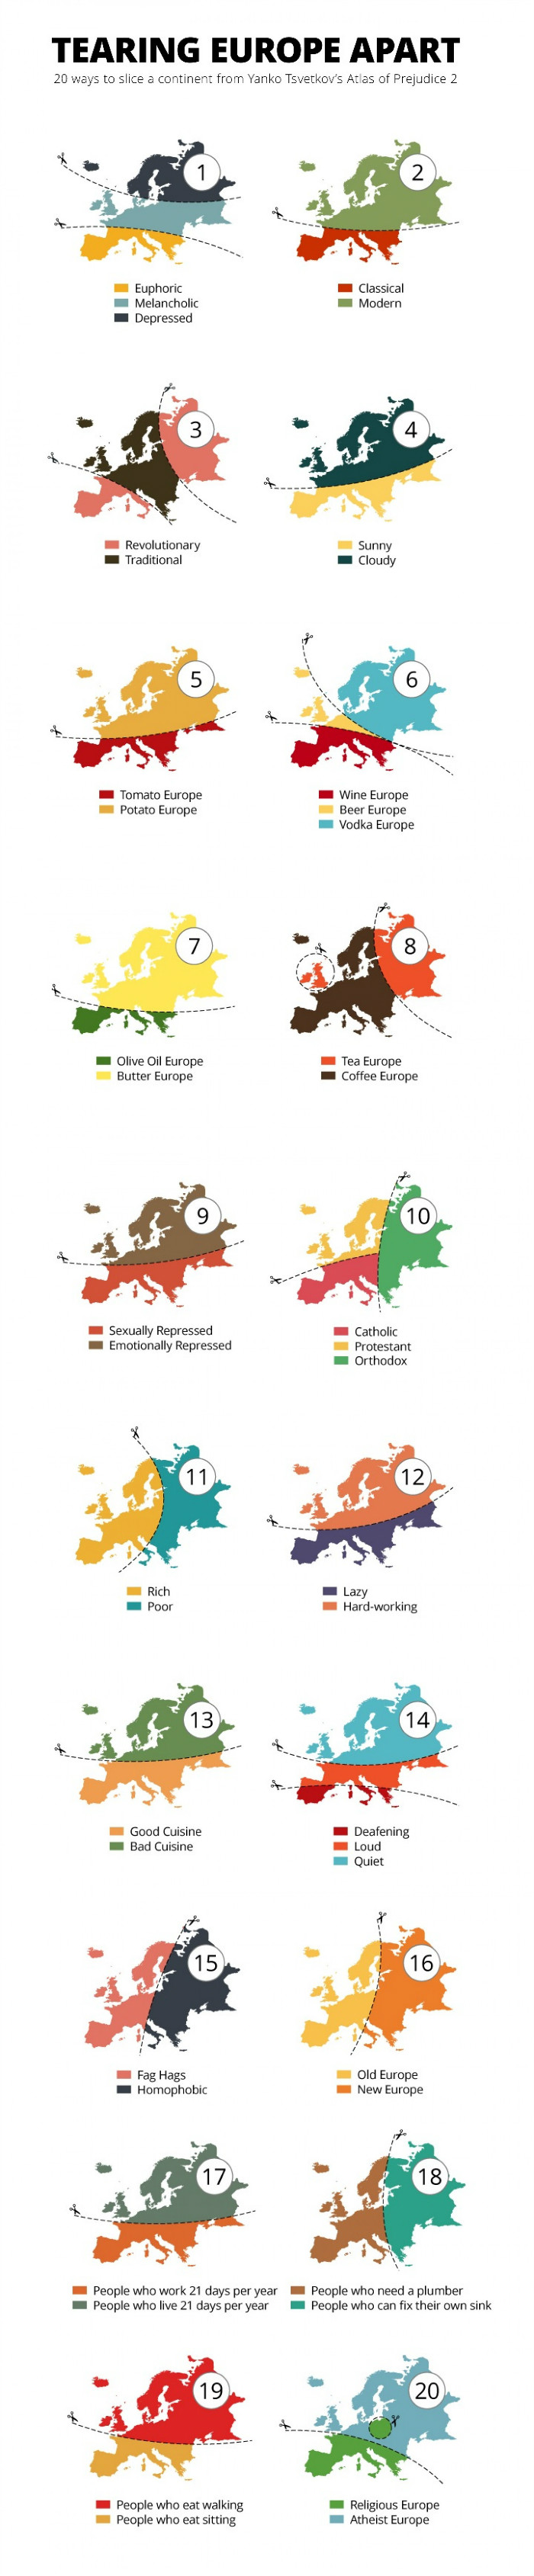 TEARING EUROPE APART
20 ways to slice a continent from Yanko Tsvetkov's Atlas of Prejudice 2
1
Euphoric
Melancholic
Depressed
2
Classical
Modern
3
Revolutionary
Traditional
4
Sunny
Cloudy
5
Tomato Europe
Potato Europe
6
Wine Europe
Beer Europe
Vodka Europe
7
Olive Oil Europe
Butter Europe
8
Tea Europe
Coffee Europe
9
Sexually Repressed
Emotionally Repressed
10
Catholic
Protestant
Orthodox
11
Rich
Poor
12
Lazy
Hard-working
13
Good Cuisine
Bad Cuisine
14
Deafening
Loud
Quiet
15
Fag Hags
Homophobic
16
Old Europe
New Europe
17
People who work 21 days per year
People who live 21 days per year
18
People who need a plumber
People who can fix their own sink
19
People who eat walking
People who eat sitting
20
Religious Europe
Atheist Europe